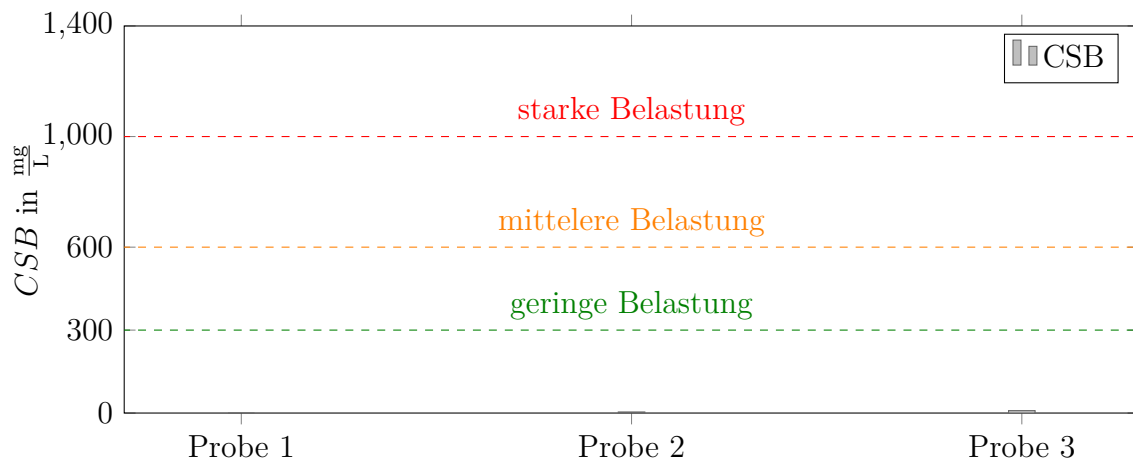 1,400
CSB
starke Belastung
1,000
mittelere Belastung
600
geringe Belastung
300
0
CSB in mg/L
Probe 1 Probe 2 Probe 3